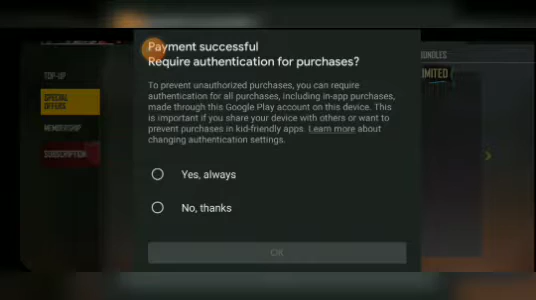 Payment successful
Require authentication for purchases?
To prevent unauthorized purchases, you can require
authentication for all purchases, including in-app purchases,
made through this Google Play account on this device. This
is important if you share your device with others or want to
prevent purchases in kid-friendly apps. Learn more about
changing authentication settings.
Yes, always
No, thanks
OK
TOP-UP
SPECIAL
OFFERS
MEMBERSHIP
SUBSCRIPTION
BUNDLES
LIMITED